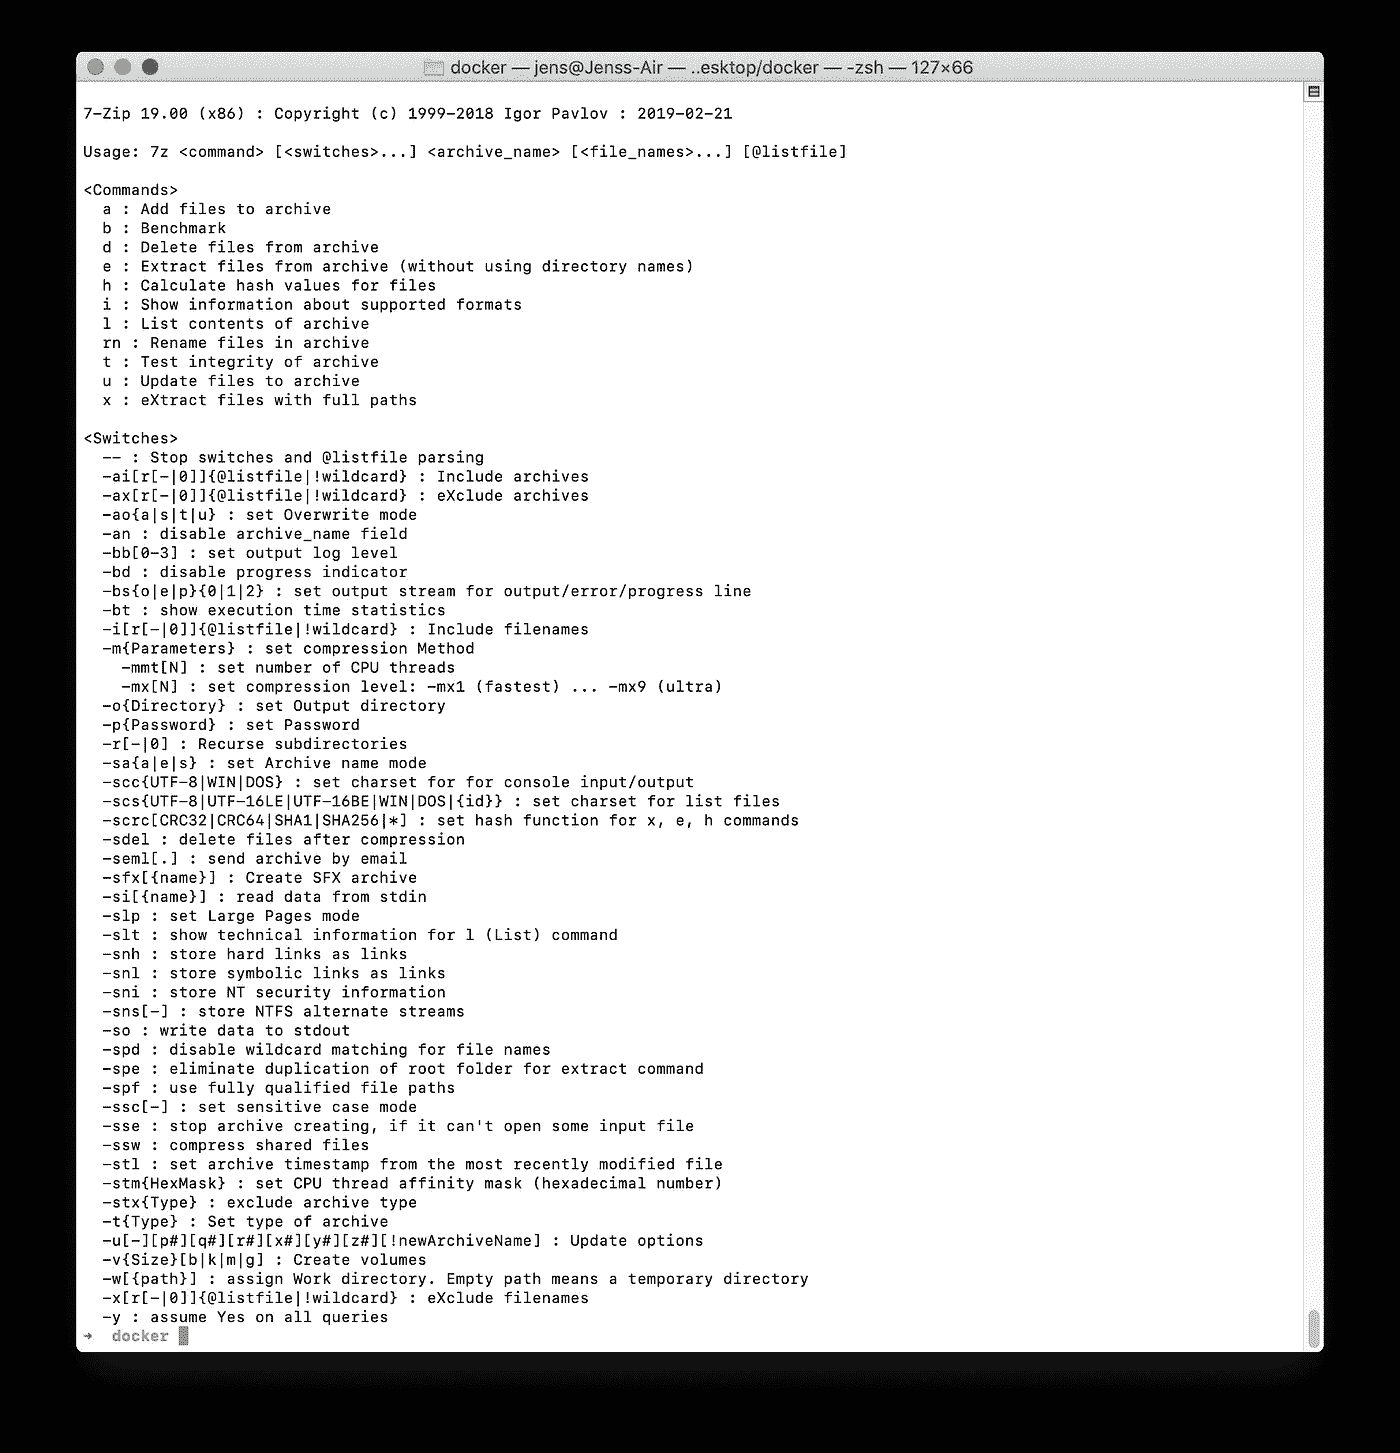 docker — jens@Jenss-Air — ..esktop/docker — -zsh — 127×66
7-Zip 19.00 (x86) : Copyright (c) 1999-2018 Igor Pavlov : 2019-02-21
Usage: 7z <command> [<switches>...] <archive_name> [<file_names>...] [@listfile]
<Commands>
a : Add files to archive
b : Benchmark
d : Delete files from archive
e : Extract files from archive (without using directory names)
h : Calculate hash values for files
i : Show information about supported formats
l : List contents of archive
rn : Rename files in archive
t : Test integrity of archive
u : Update files to archive
x : eXtract files with full paths
<Switches>
-- : Stop switches and @listfile parsing
-ai[r[-|0]]{@listfile|!wildcard} : Include archives
-ax[r[-|0]]{@listfile|!wildcard} : eXclude archives
-ao{a|s|t|u} : set Overwrite mode
-an : disable archive_name field
-bb[0-3] : set output log level
-bd : disable progress indicator
-bs{o|e|p}{0|1|2} : set output stream for output/error/progress line
-bt : show execution time statistics
-i[r[-|0]]{@listfile|!wildcard} : Include filenames
-m{Parameters} : set compression Method
-mmt[N] : set number of CPU threads
-mx[N] : set compression level: -mx1 (fastest) ... -mx9 (ultra)
-o{Directory} : set Output directory
-p{Password} : set Password
-r[-|0] : Recurse subdirectories
-sa{a|e|s} : set Archive name mode
-scc{UTF-8|WIN|DOS} : set charset for for console input/output
-scs{UTF-8|UTF-16LE|UTF-16BE|WIN|DOS|{id}} : set charset for list files
-scrc[CRC32|CRC64|SHA1|SHA256|*] : set hash function for x, e, h commands
-sdel : delete files after compression
-seml[.] : send archive by email
-sfx[{name}] : Create SFX archive
-si[{name}] : read data from stdin
-slp : set Large Pages mode
-slt : show technical information for l (List) command
-snh : store hard links as links
-snl : store symbolic links as links
-sni : store NT security information
-sns[-] : store NTFS alternate streams
-so : write data to stdout
-spd : disable wildcard matching for file names
-spe : eliminate duplication of root folder for extract command
-spf : use fully qualified file paths
-ssc[-] : set sensitive case mode
-sse : stop archive creating, if it can't open some input file
-ssw : compress shared files
-stl : set archive timestamp from the most recently modified file
-stm{HexMask} : set CPU thread affinity mask (hexadecimal number)
-stx{Type} : exclude archive type
-t{Type} : Set type of archive
-u[-][p#][q#][r#][x#][y#][z#][!newArchiveName] : Update options
-v{Size}[b|k|m|g] : Create volumes
-w[{path}] : assign Work directory. Empty path means a temporary directory
-x[r[-|0]]{@listfile|!wildcard} : eXclude filenames
-y : assume Yes on all queries
➜ docker